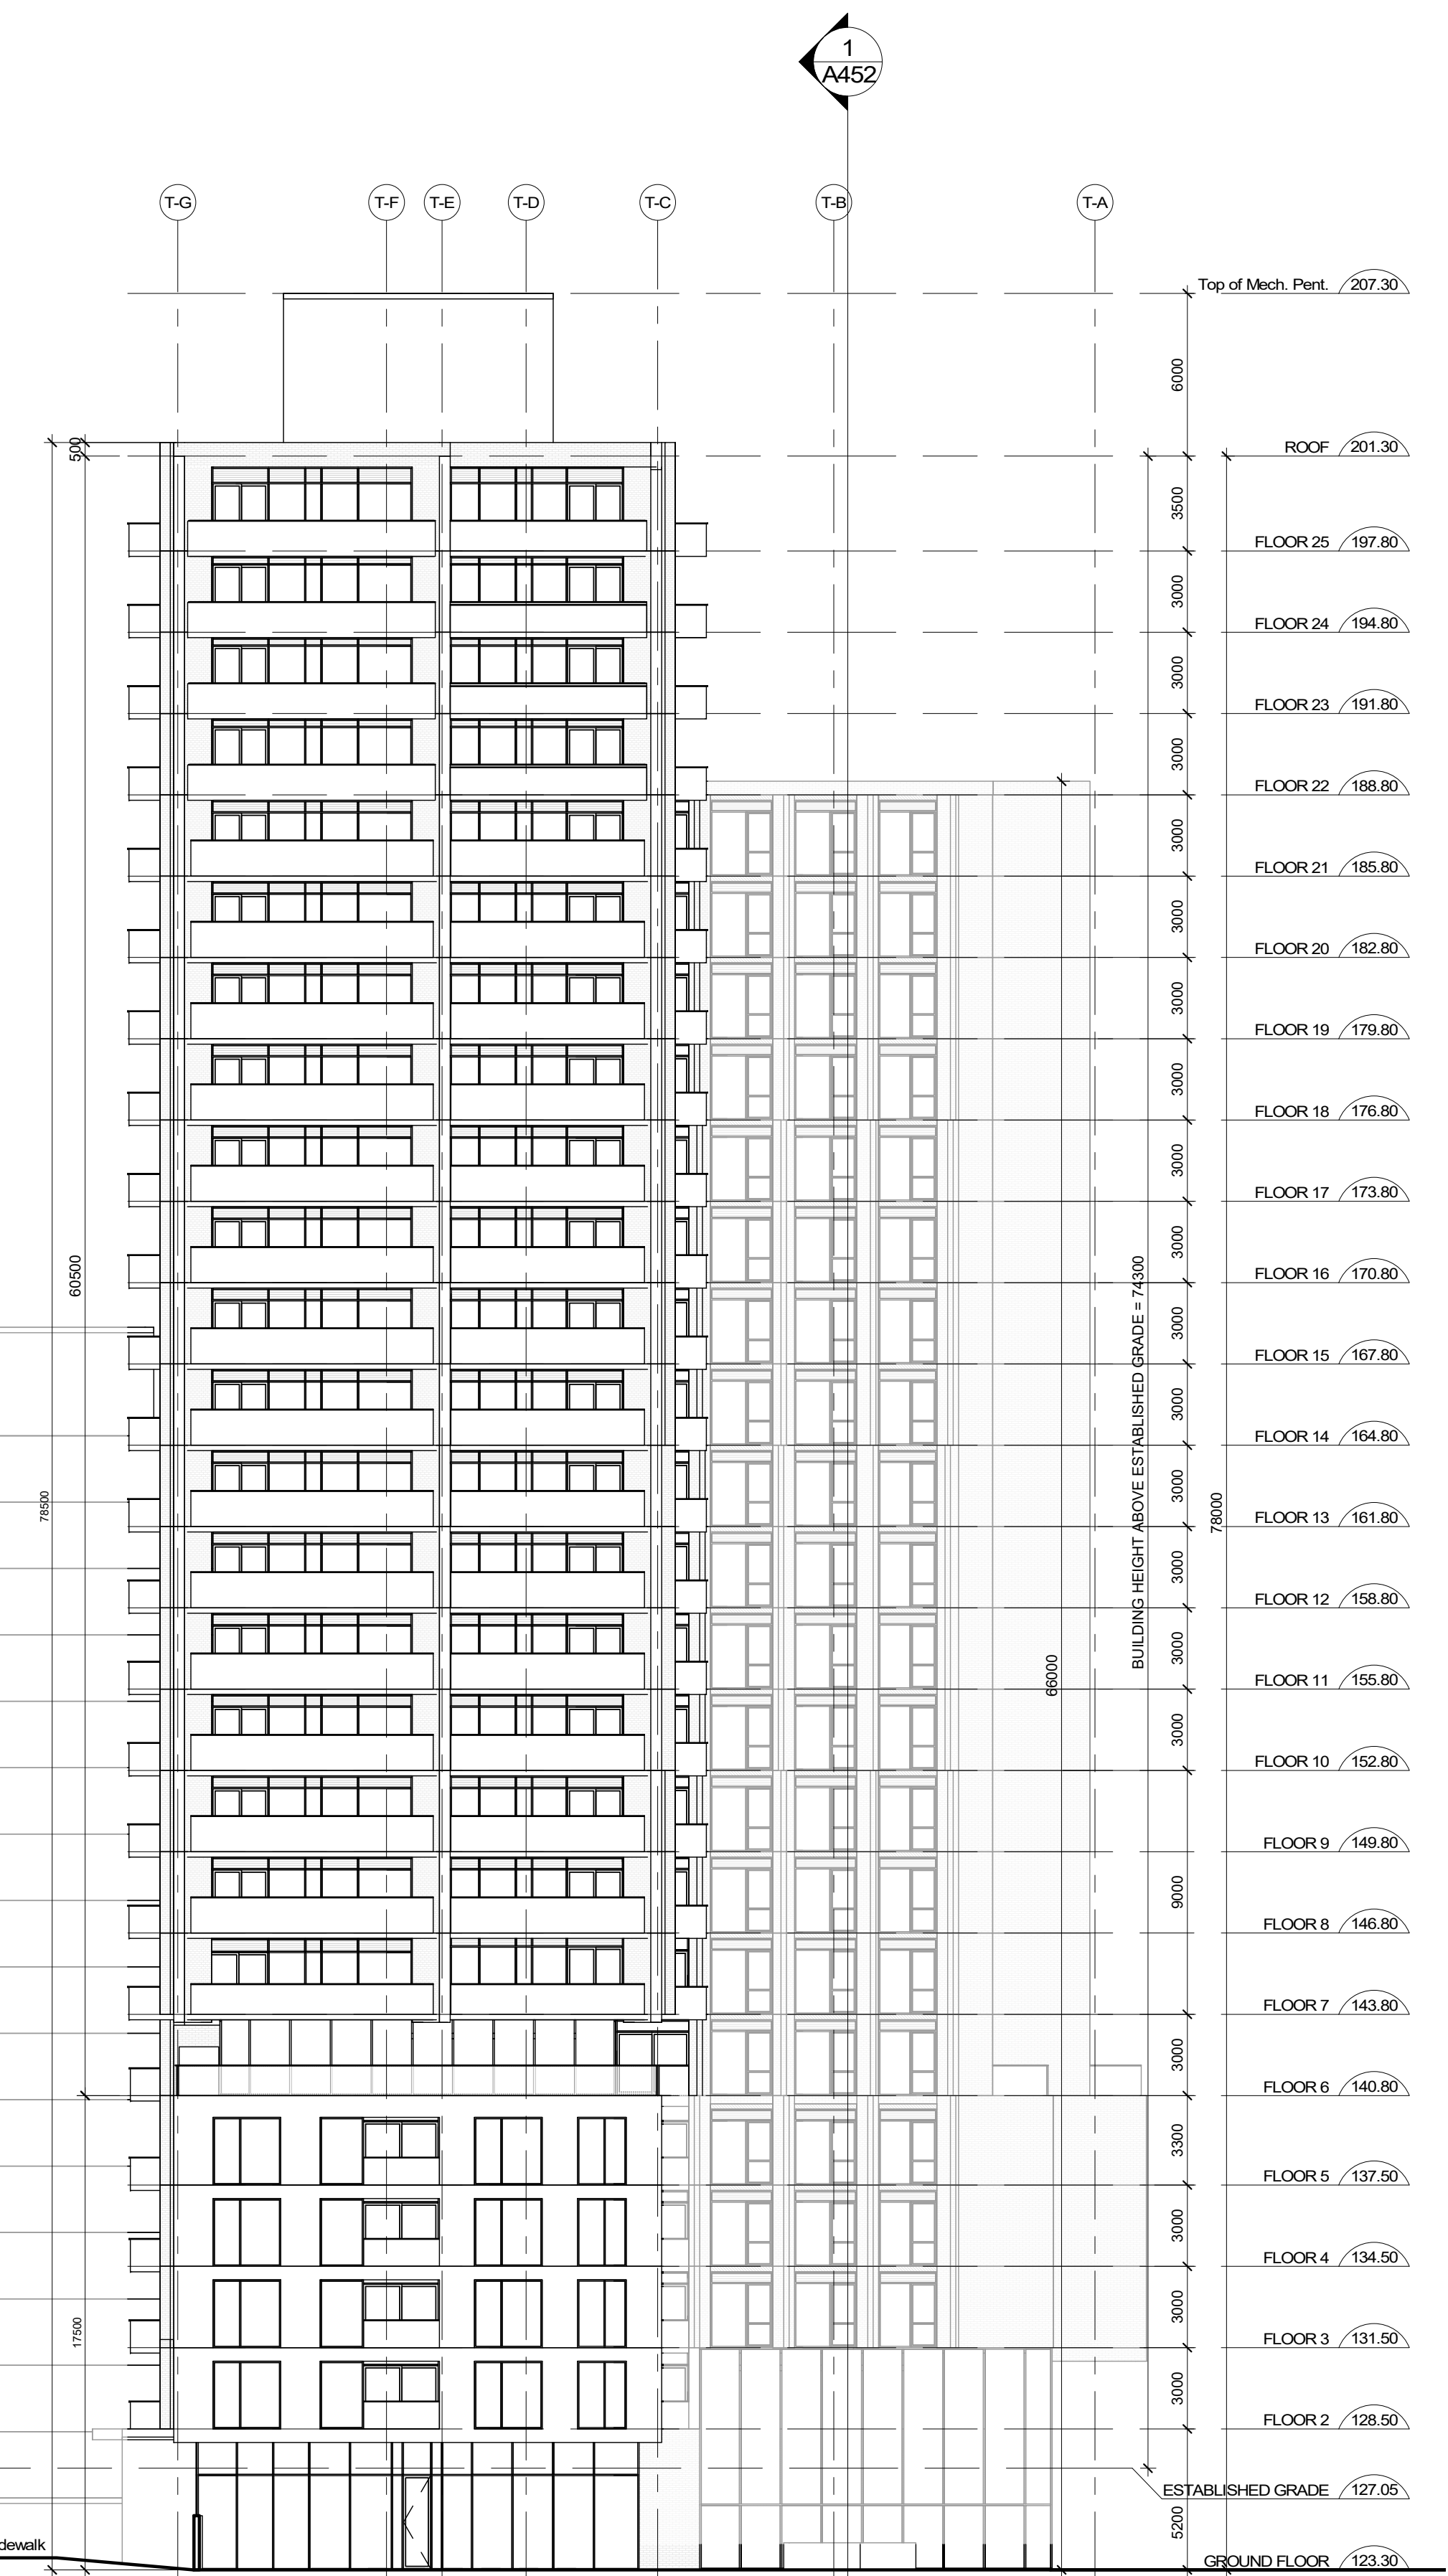 1
A452
T-G
T-F
T-E
T-D
T-C
T-B
T-A
Top of Mech. Pent. 207.30
6000
500
ROOF 201.30
3500
FLOOR 25 197.80
3000
FLOOR 24 194.80
3000
FLOOR 23 191.80
3000
FLOOR 22 188.80
3000
FLOOR 21 185.80
3000
FLOOR 20 182.80
3000
FLOOR 19 179.80
3000
FLOOR 18 176.80
3000
FLOOR 17 173.80
3000
60500
FLOOR 16 170.80
BUILDING HEIGHT ABOVE ESTABLISHED GRADE = 74300
3000
FLOOR 15 167.80
3000
FLOOR 14 164.80
3000
78500
78000
FLOOR 13 161.80
3000
FLOOR 12 158.80
3000
66000
FLOOR 11 155.80
3000
FLOOR 10 152.80
FLOOR 9 149.80
9000
FLOOR 8 146.80
FLOOR 7 143.80
3000
FLOOR 6 140.80
3300
FLOOR 5 137.50
3000
FLOOR 4 134.50
3000
17500
FLOOR 3 131.50
3000
FLOOR 2 128.50
ESTABLISHED GRADE 127.05
5200
dewalk
GROUND FLOOR 123.30